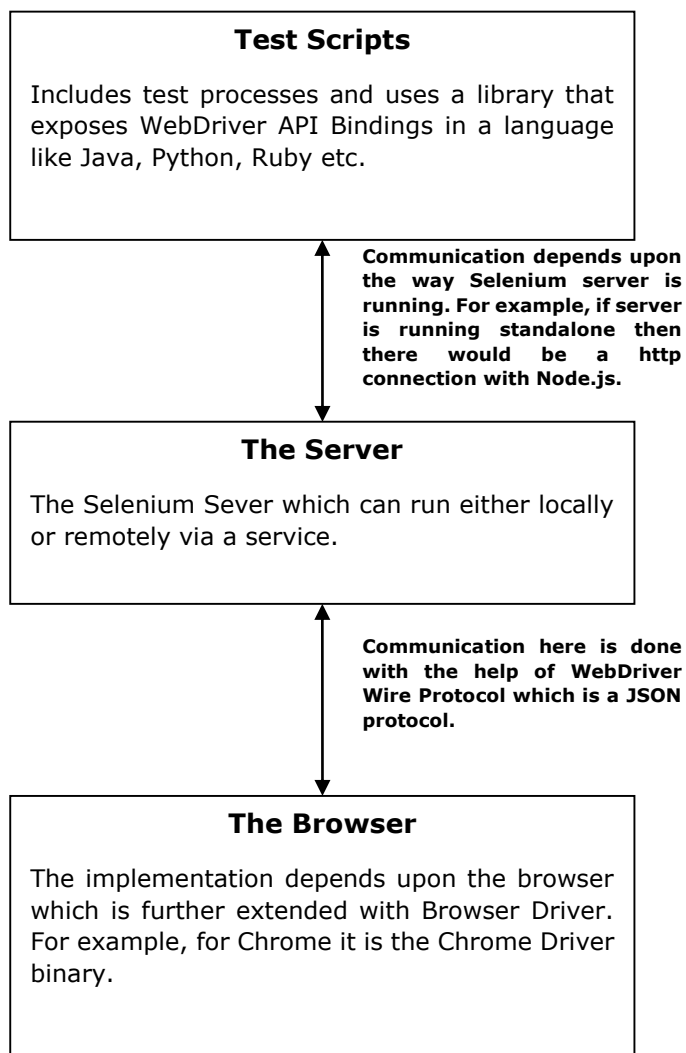 Test Scripts
Includes test processes and uses a library that
exposes WebDriver API Bindings in a language
like Java, Python, Ruby etc.
Communication depends upon
the way Selenium server is
running. For example, if server
is running standalone then
there would be a http
connection with Node.js.
The Server
The Selenium Sever which can run either locally
or remotely via a service.
Communication here is done
with the help of WebDriver
Wire Protocol which is a JSON
protocol.
The Browser
The implementation depends upon the browser
which is further extended with Browser Driver.
For example, for Chrome it is the Chrome Driver
binary.